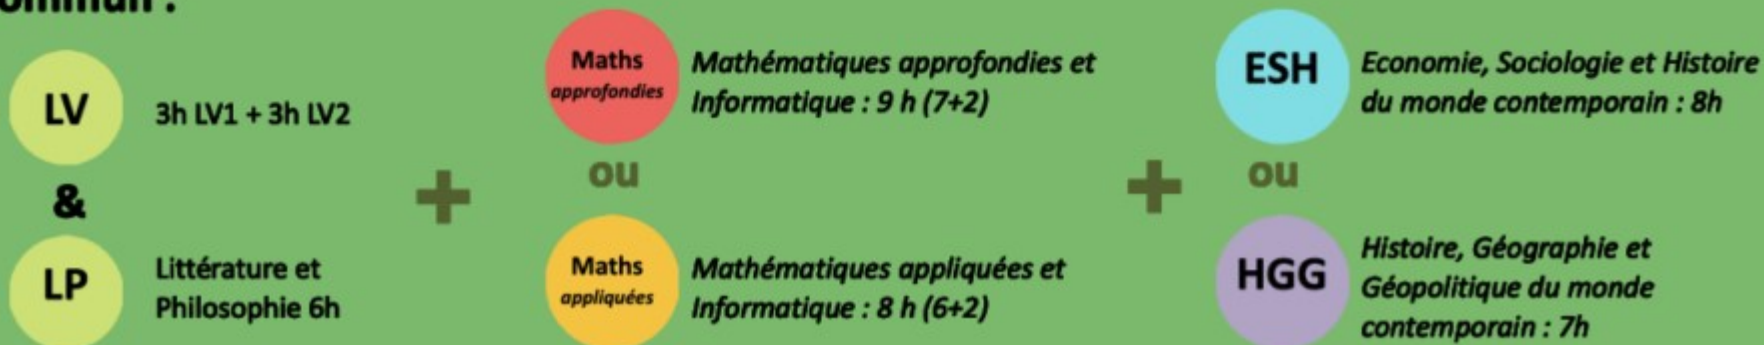 ommun :
LV
3h LV1 + 3h LV2
&
LP
Littérature et
Philosophie 6h
+
Maths
approfondies
Mathématiques approfondies et
Informatique : 9 h (7+2)
ou
Maths
appliquées
Mathématiques appliquées et
Informatique : 8 h (6+2)
+
ESH
Economie, Sociologie et Histoire
du monde contemporain : 8h
ou
HGG
Histoire, Géographie et
Géopolitique du monde
contemporain : 7h